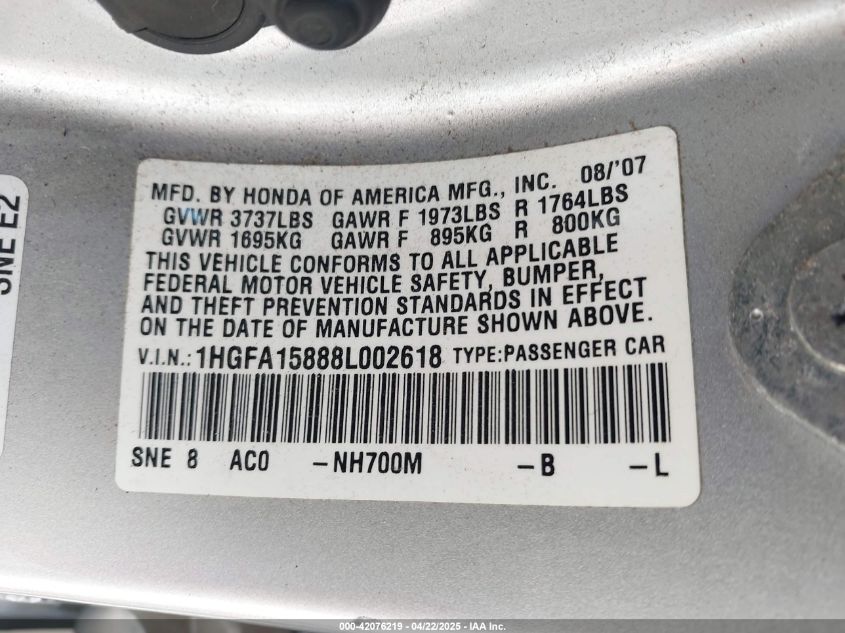 MFD. BY HONDA OF AMERICA MFG., INC. 08/'07
GVWR 3737LBS GAWR F 1973LBS R 1764LBS
GVWR 1695KG GAWR F 895KG R 800KG
THIS VEHICLE CONFORMS TO ALL APPLICABLE
FEDERAL MOTOR VEHICLE SAFETY, BUMPER,
AND THEFT PREVENTION STANDARDS IN EFFECT
ON THE DATE OF MANUFACTURE SHOWN ABOVE.
V.I.N.: 1HGFA15888L002618 TYPE:PASSENGER CAR
SNE 8 AC0 -NH700M -B -L
SNE E2
000-42076219 - 04/22/2025 - IAA Inc.